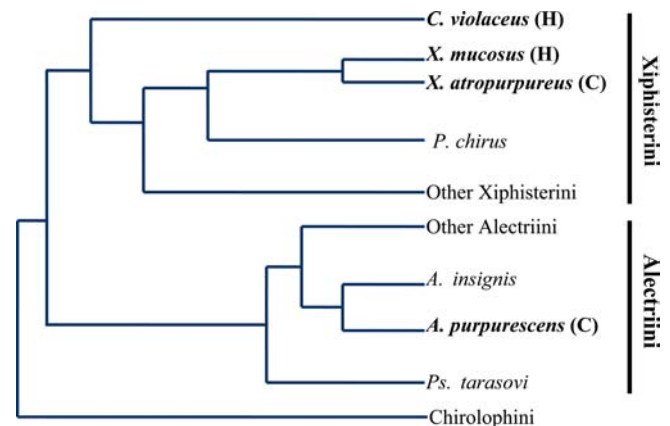 C. violaceus (H)
X. mucosus (H)
X. atropurpureus (C)
P. chirus
Other Xiphisterini
Xiphisterini
Other Alectriini
A. insignis
A. purpurescens (C)
Ps. tarasovi
Alectriini
Chirolophini